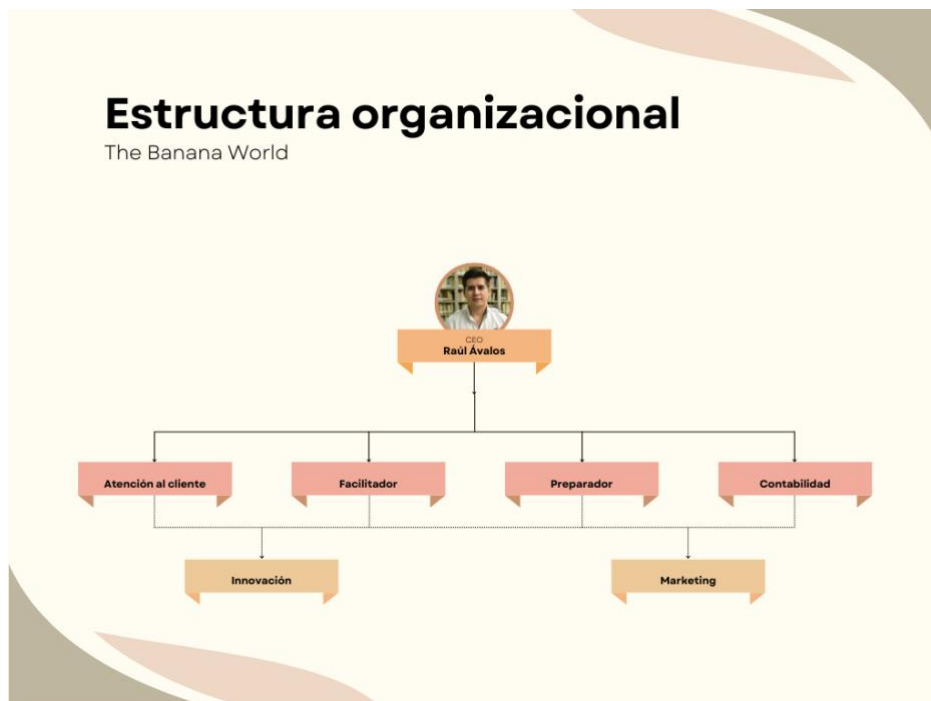 Estructura organizacional
The Banana World
CEO
Raúl Ávalos
Atención al cliente
Facilitador
Preparador
Contabilidad
Innovación
Marketing